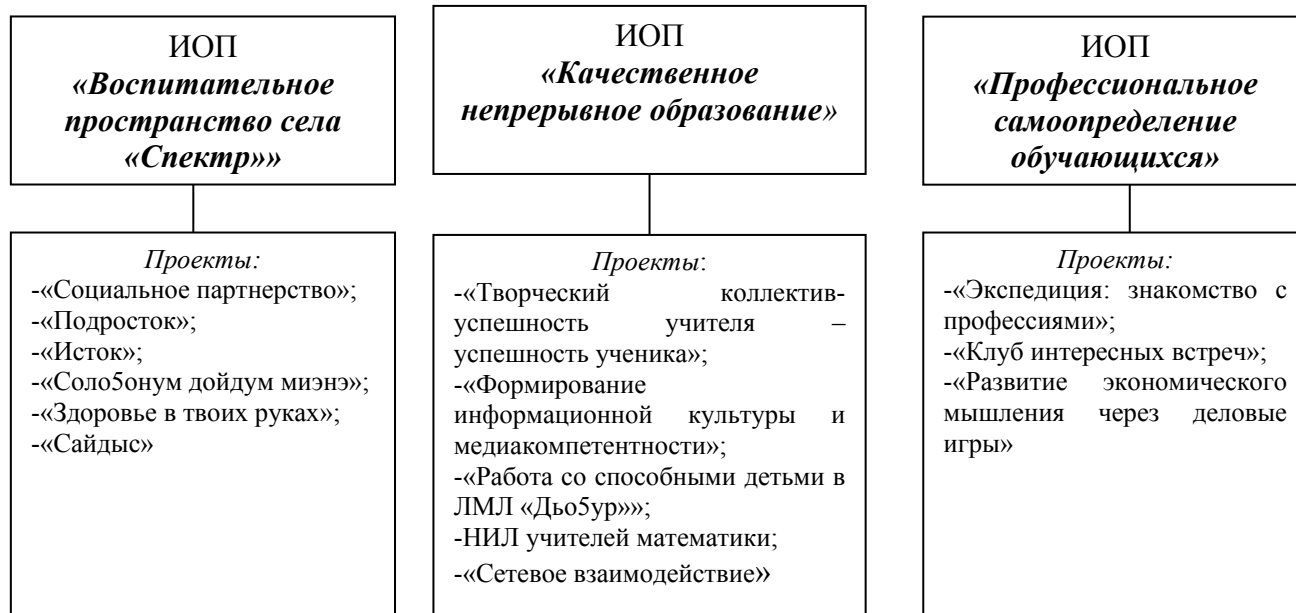 ИОП
«Воспитательное
пространство села
«Спектр»»
Проекты:
-«Социальное партнерство»;
-«Подросток»;
-«Исток»;
-«Соло5онум дойдум миэнэ»;
-«Здоровье в твоих руках»;
-«Сайдыс»
ИОП
«Качественное
непрерывное образование»
Проекты:
-«Творческий коллектив-
успешность учителя –
успешность ученика»;
-«Формирование
информационной культуры и
медиакомпетентности»;
-«Работа со способными детьми в
ЛМЛ «Дьо5ур»»;
-НИЛ учителей математики;
-«Сетевое взаимодействие»
ИОП
«Профессиональное
самоопределение
обучающихся»
Проекты:
-«Экспедиция: знакомство с
профессиями»;
-«Клуб интересных встреч»;
-«Развитие экономического
мышления через деловые
игры»